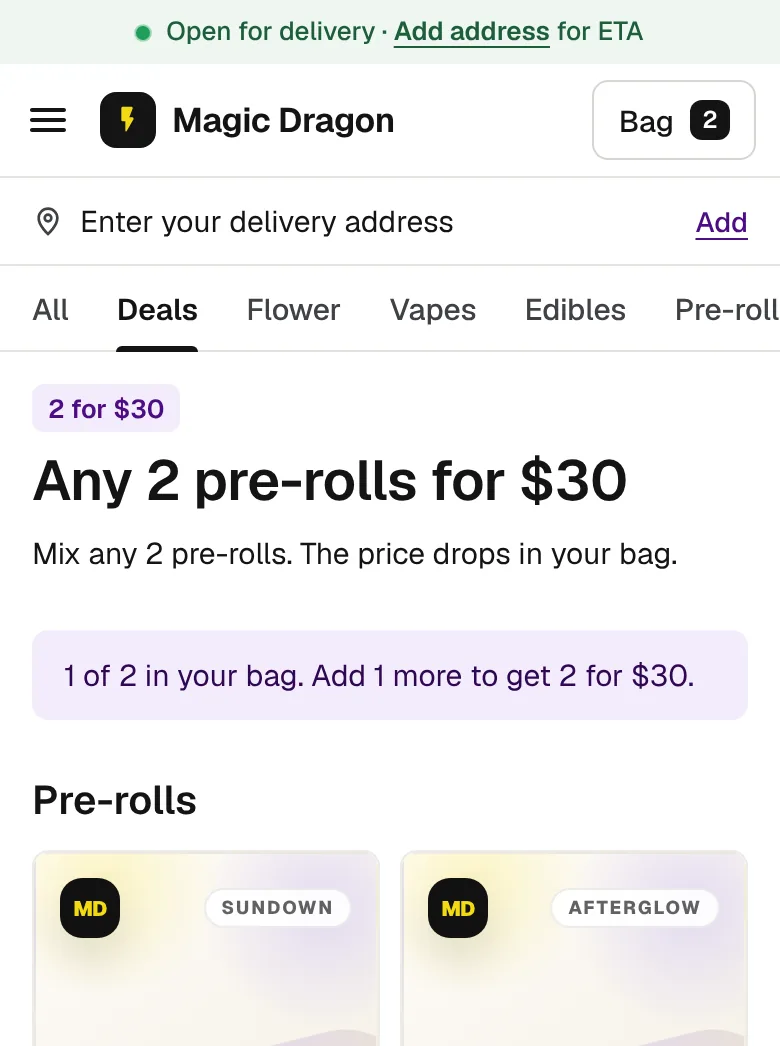 Open for delivery · Add address for ETA
Magic Dragon
Bag 2
Enter your delivery address Add
All Deals Flower Vapes Edibles Pre-roll
2 for $30
Any 2 pre-rolls for $30
Mix any 2 pre-rolls. The price drops in your bag.
1 of 2 in your bag. Add 1 more to get 2 for $30.
Pre-rolls
MD SUNDOWN
MD AFTERGLOW